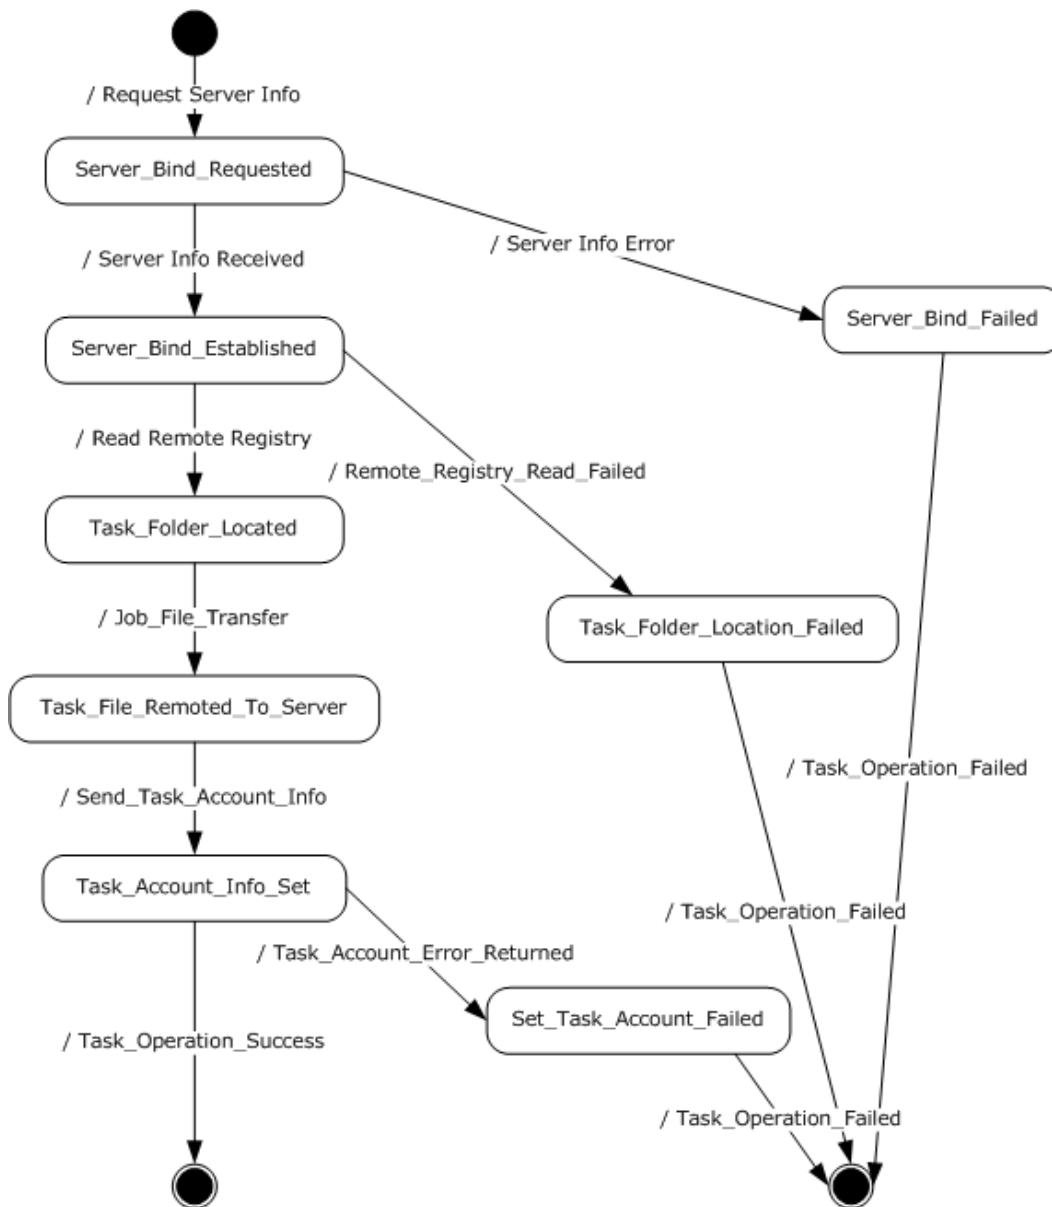 / Request Server Info
Server_Bind_Requested
/ Server Info Error
/ Server Info Received
Server_Bind_Failed
Server_Bind_Established
/ Read Remote Registry
/ Remote_Registry_Read_Failed
Task_Folder_Located
/ Job_File_Transfer
Task_Folder_Location_Failed
Task_File_Remoted_To_Server
/ Task_Operation_Failed
/ Send_Task_Account_Info
Task_Account_Info_Set
/ Task_Operation_Failed
/ Task_Account_Error_Returned
Set_Task_Account_Failed
/ Task_Operation_Success
/ Task_Operation_Failed